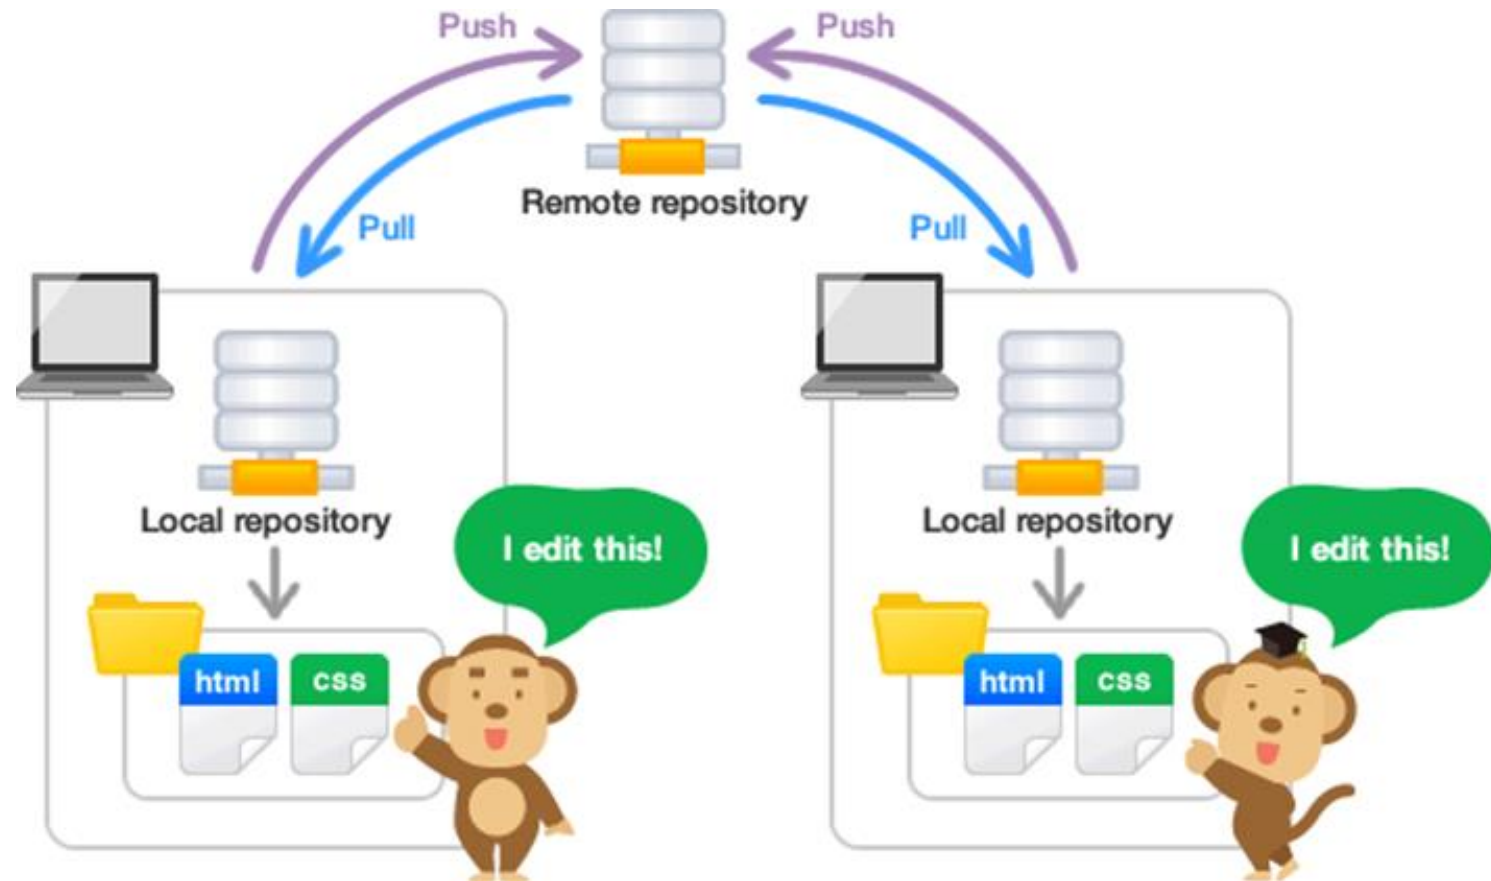 Push
Push
Remote repository
Pull
Pull
Local repository
Local repository
I edit this!
I edit this!
html
css
html
css